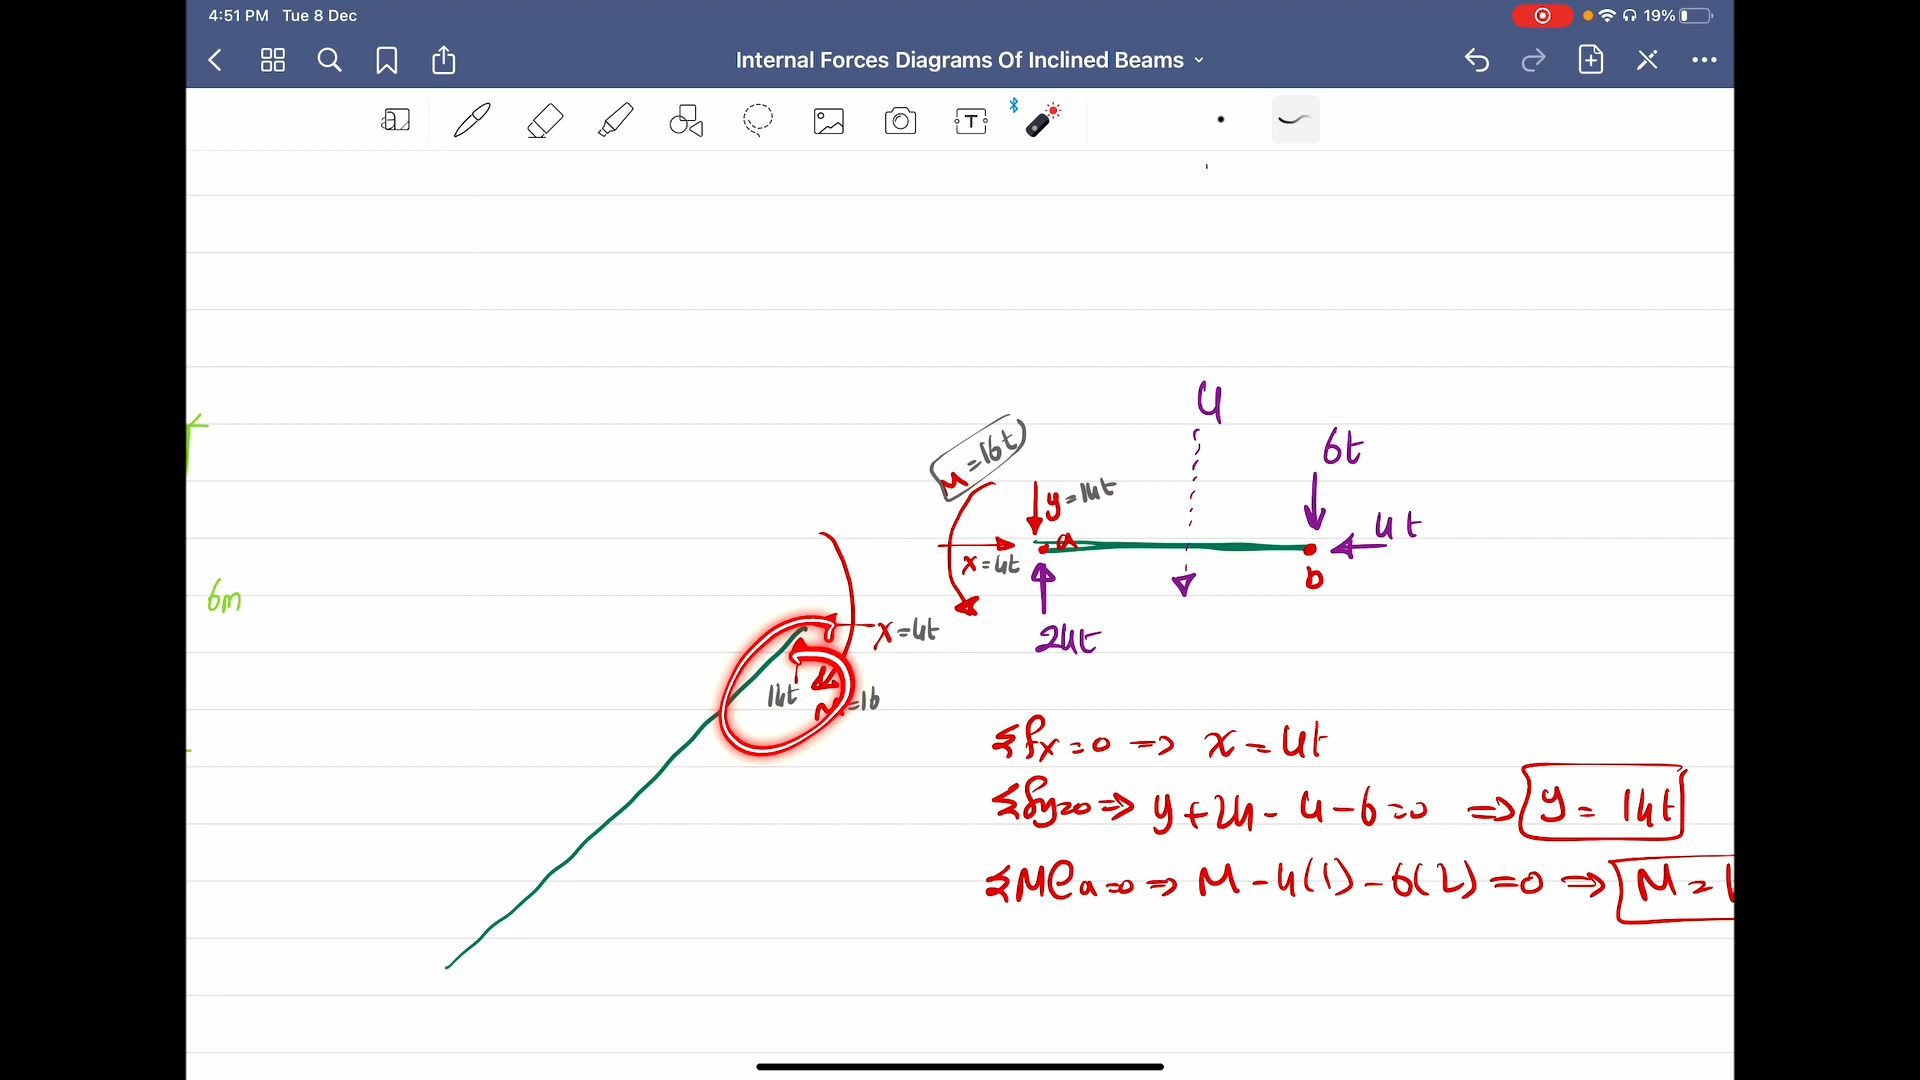 4:51 PM Tue 8 Dec 19%
Internal Forces Diagrams Of Inclined Beams
T
4
6t
M=16t
y=14t
4t
a
x=4t
b
6m
24t
x=4t
14t
M=16
Σfx=0 => x=4t
Σfy=0 => y+24-4-6=0 => y=14t
ΣM@a=0 => M-4(1)-6(2)=0 => M=1